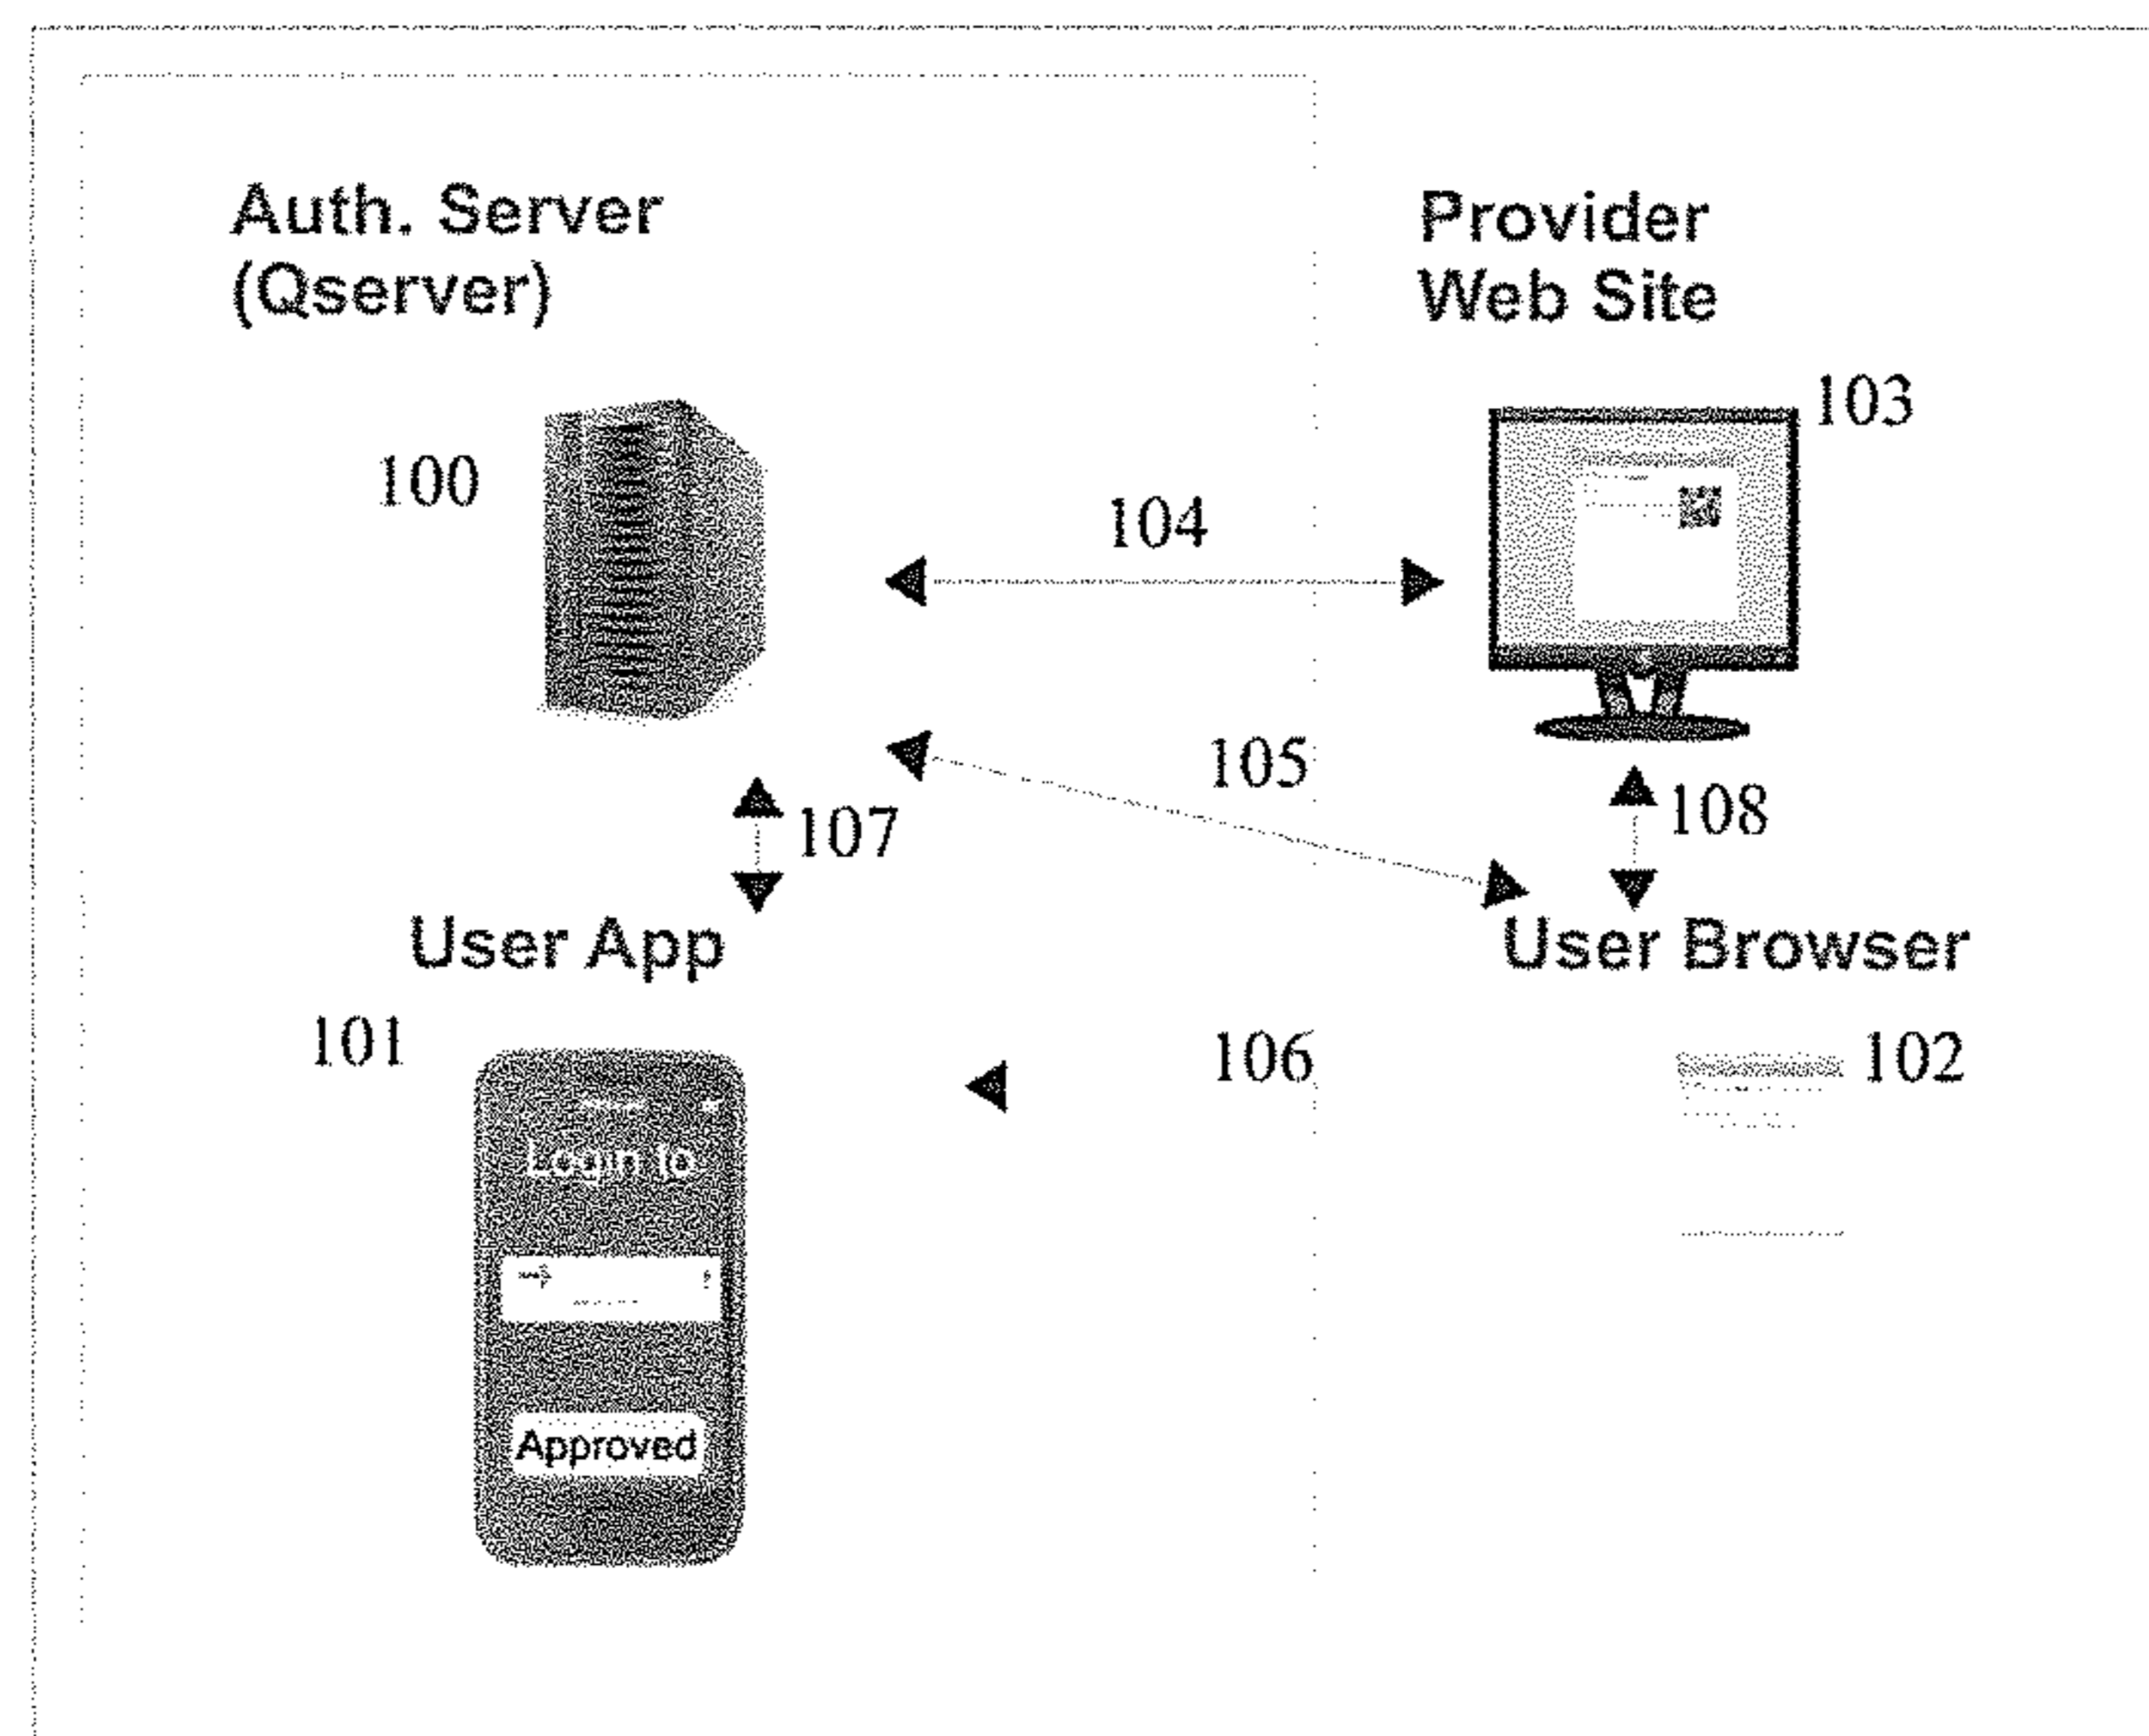 Auth. Server
(Qserver)
Provider
Web Site
103
100
104
105
107
108
User App
User Browser
101
106
102
Login to
Approved